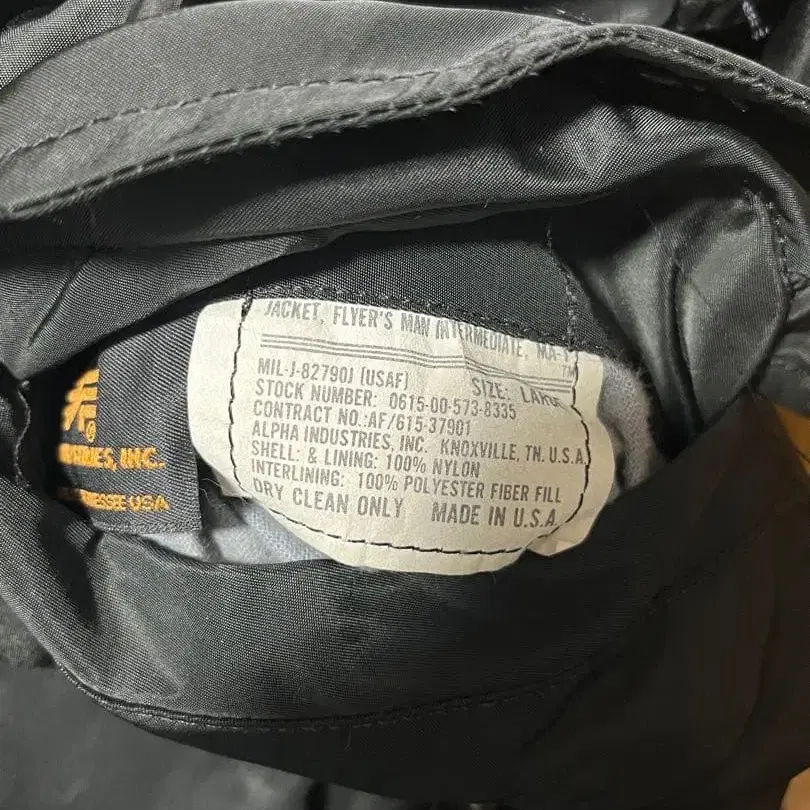 JACKET, FLYER'S MAN INTERMEDIATE, MA-1
TM
MIL-J-82790J (USAF) SIZE: LARGE
STOCK NUMBER: 0615-00-573-8335
CONTRACT NO.:AF/615-37901
ALPHA INDUSTRIES, INC. KNOXVILLE, TN. U.S.A.
SHELL: & LINING: 100% NYLON
INTERLINING: 100% POLYESTER FIBER FILL
DRY CLEAN ONLY MADE IN U.S.A.
INC.
USA